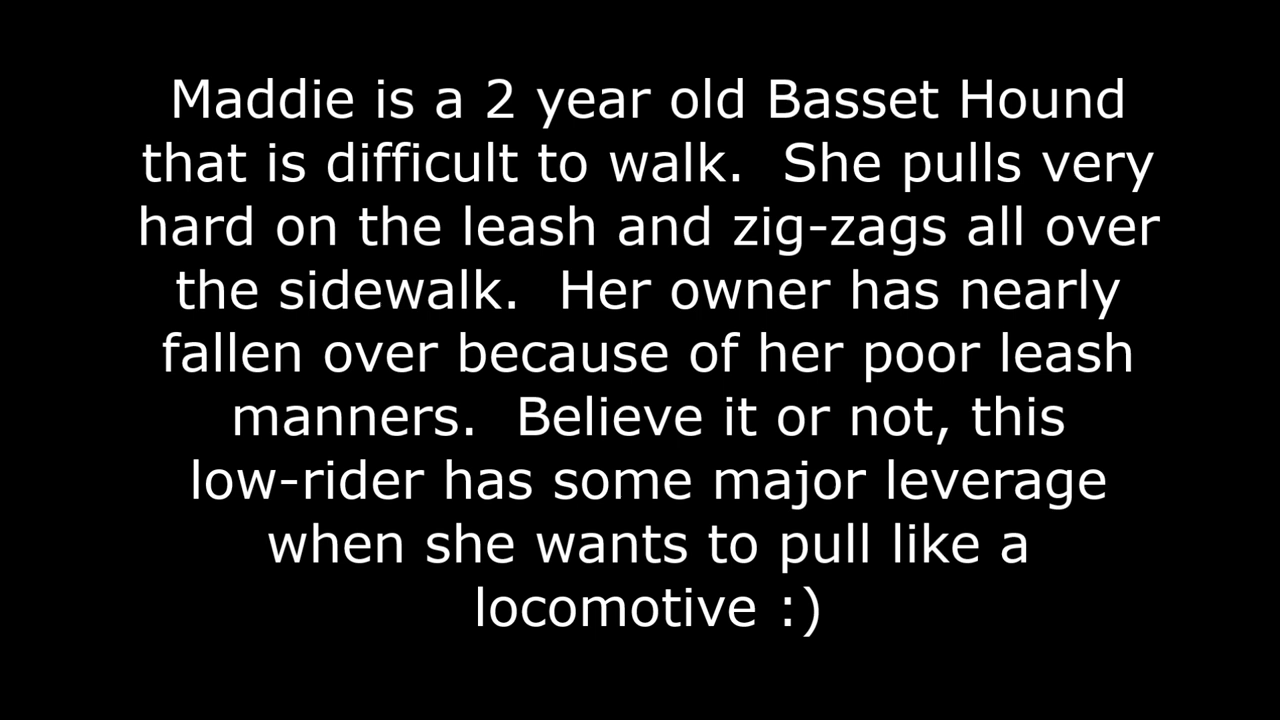 Maddie is a 2 year old Basset Hound
that is difficult to walk.  She pulls very
hard on the leash and zig-zags all over
the sidewalk.  Her owner has nearly
fallen over because of her poor leash
manners.  Believe it or not, this
low-rider has some major leverage
when she wants to pull like a
locomotive :)